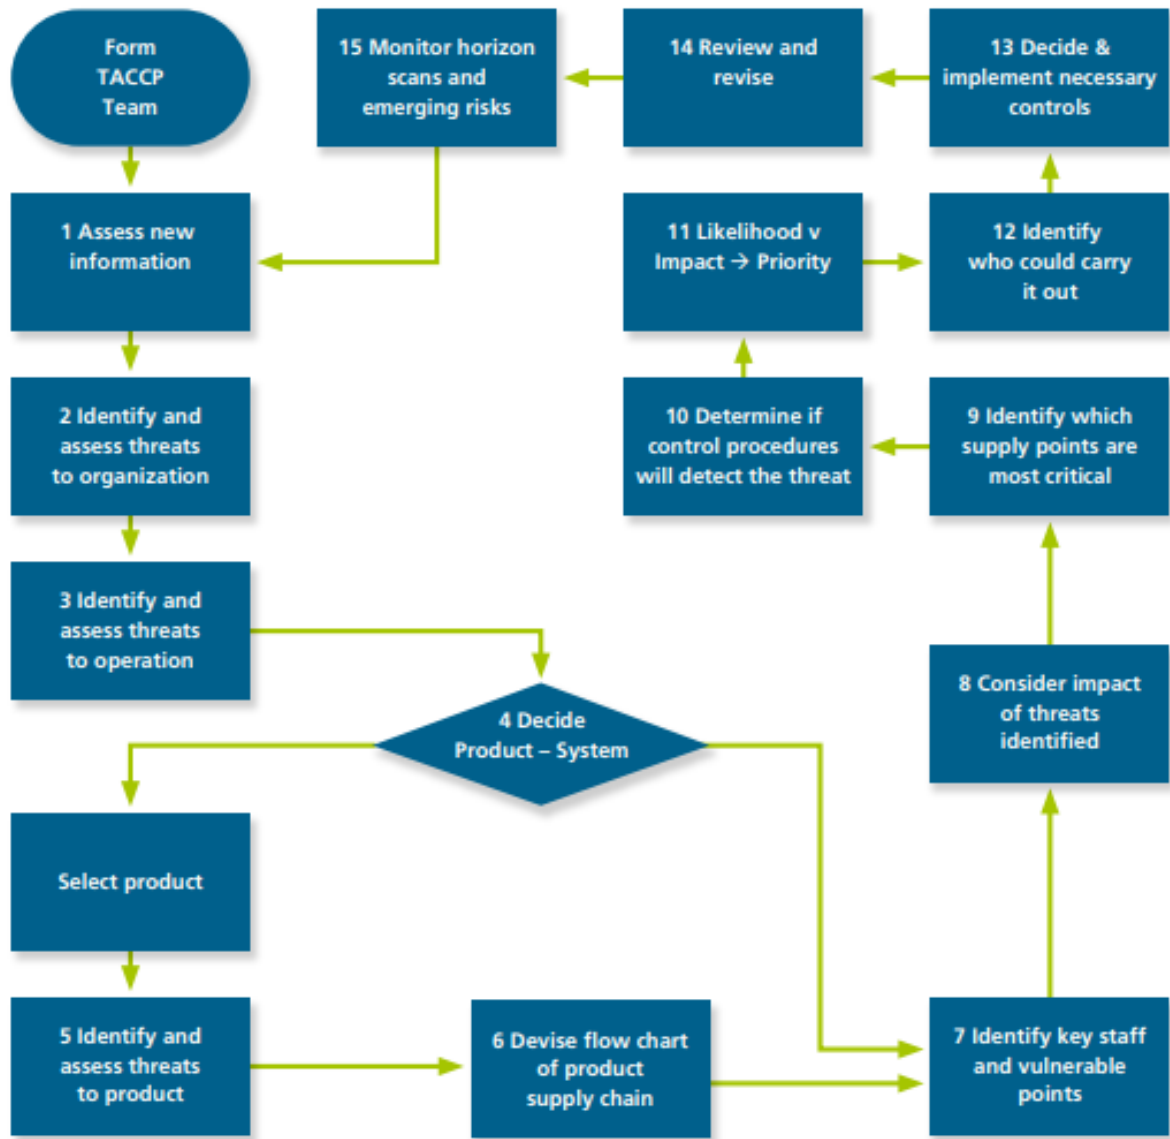 Form
TACCP
Team
15 Monitor horizon
scans and
emerging risks
14 Review and
revise
13 Decide &
implement necessary
controls
1 Assess new
information
11 Likelihood v
Impact → Priority
12 Identify
who could carry
it out
2 Identify and
assess threats
to organization
10 Determine if
control procedures
will detect the threat
9 Identify which
supply points are
most critical
3 Identify and
assess threats
to operation
4 Decide
Product – System
8 Consider impact
of threats
identified
Select product
5 Identify and
assess threats
to product
6 Devise flow chart
of product
supply chain
7 Identify key staff
and vulnerable
points